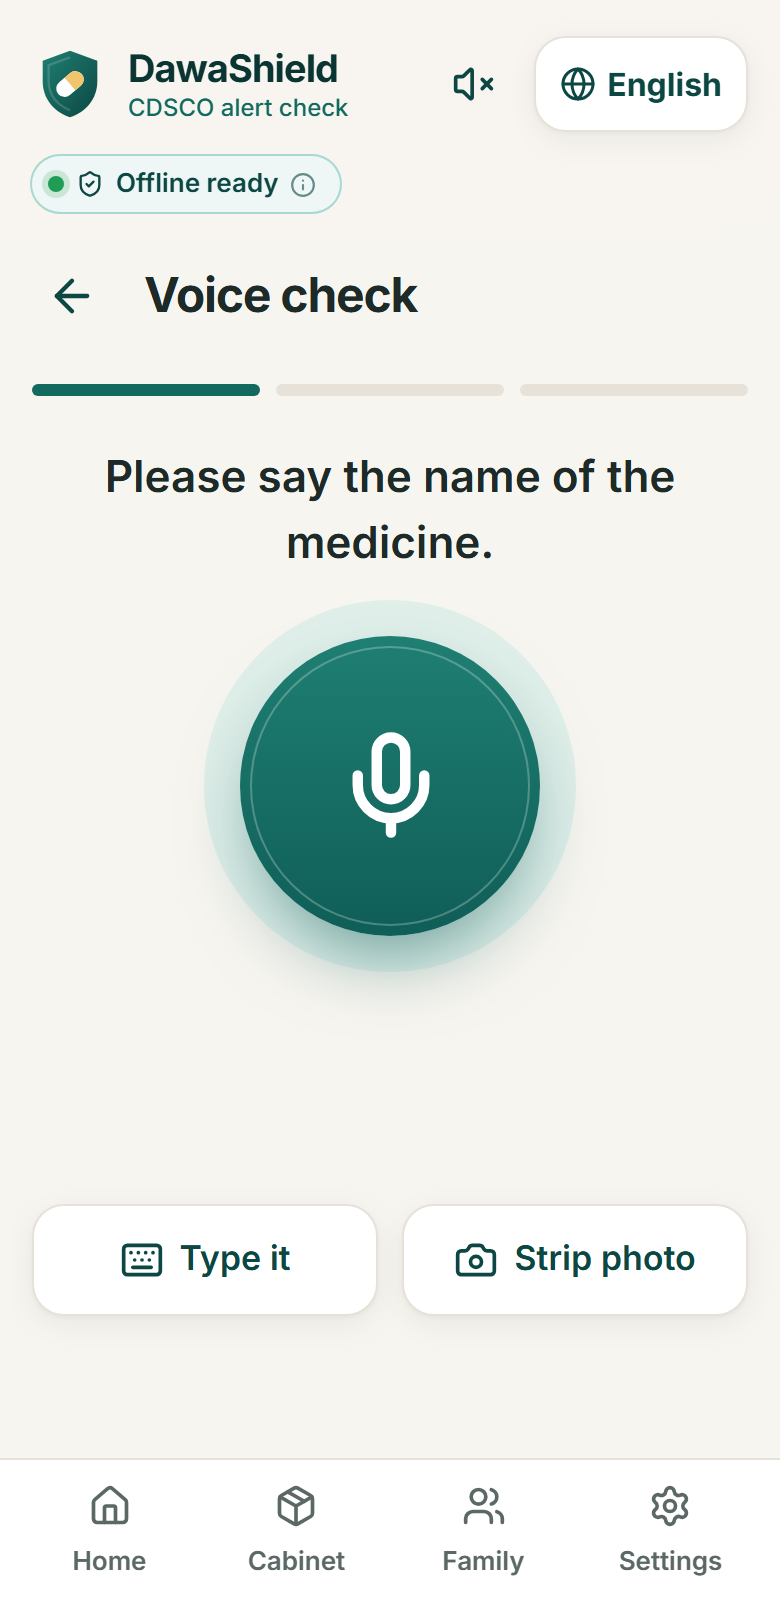 DawaShield
CDSCO alert check
English
Offline ready
Voice check
Please say the name of the
medicine.
Type it
Strip photo
Home
Cabinet
Family
Settings